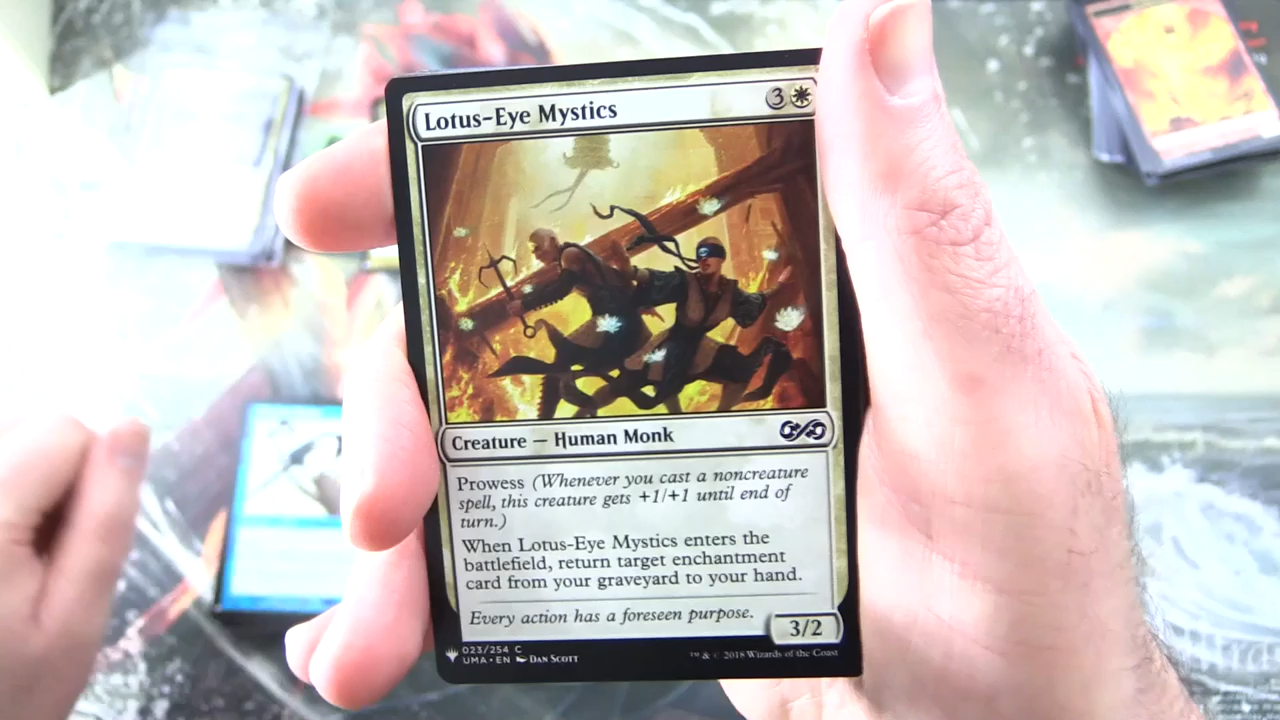 Lotus-Eye Mystics
3
Creature — Human Monk
Prowess (Whenever you cast a noncreature
spell, this creature gets +1/+1 until end of
turn.)
When Lotus-Eye Mystics enters the
battlefield, return target enchantment
card from your graveyard to your hand.
Every action has a foreseen purpose.
3/2
023/254 C
UMA • EN DAN SCOTT
™ & © 2018 Wizards of the Coast